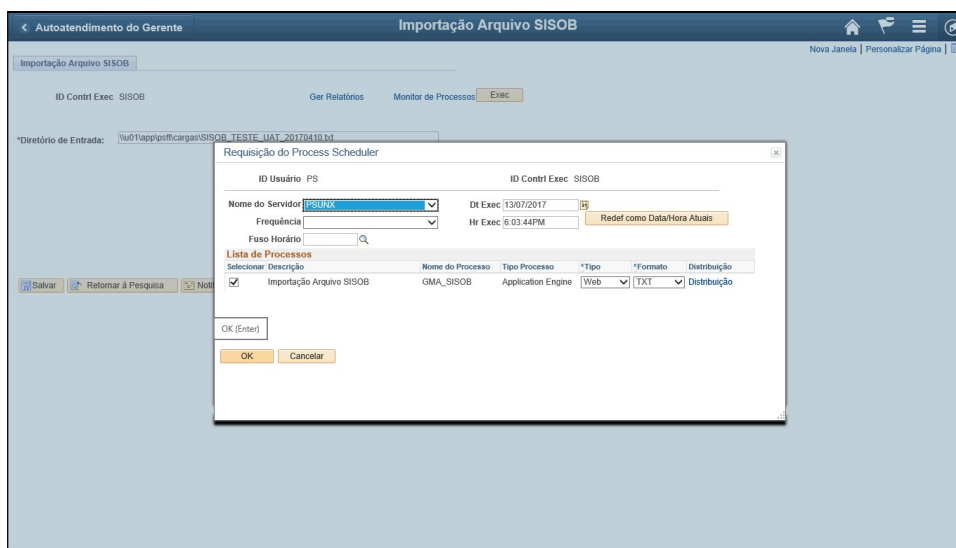 Autoatendimento do Gerente
Importação Arquivo SISOB
Nova Janela | Personalizar Página |
Importação Arquivo SISOB
ID Contrl Exec SISOB Ger Relatórios Monitor de Processos Exec
*Diretório de Entrada: \\u01\app\psff\cargas\SISOB_TESTE_UAT_20170410.txt
Requisição do Process Scheduler
ID Usuário PS ID Contrl Exec SISOB
Nome do Servidor PSUNX Dt Exec 13/07/2017
Frequência Hr Exec 6:03:44PM Redef como Data/Hora Atuais
Fuso Horário
Lista de Processos
Selecionar Descrição Nome do Processo Tipo Processo *Tipo *Formato Distribuição
Importação Arquivo SISOB GMA_SISOB Application Engine Web TXT Distribuição
Salvar Retornar à Pesquisa Notif
OK (Enter)
OK Cancelar